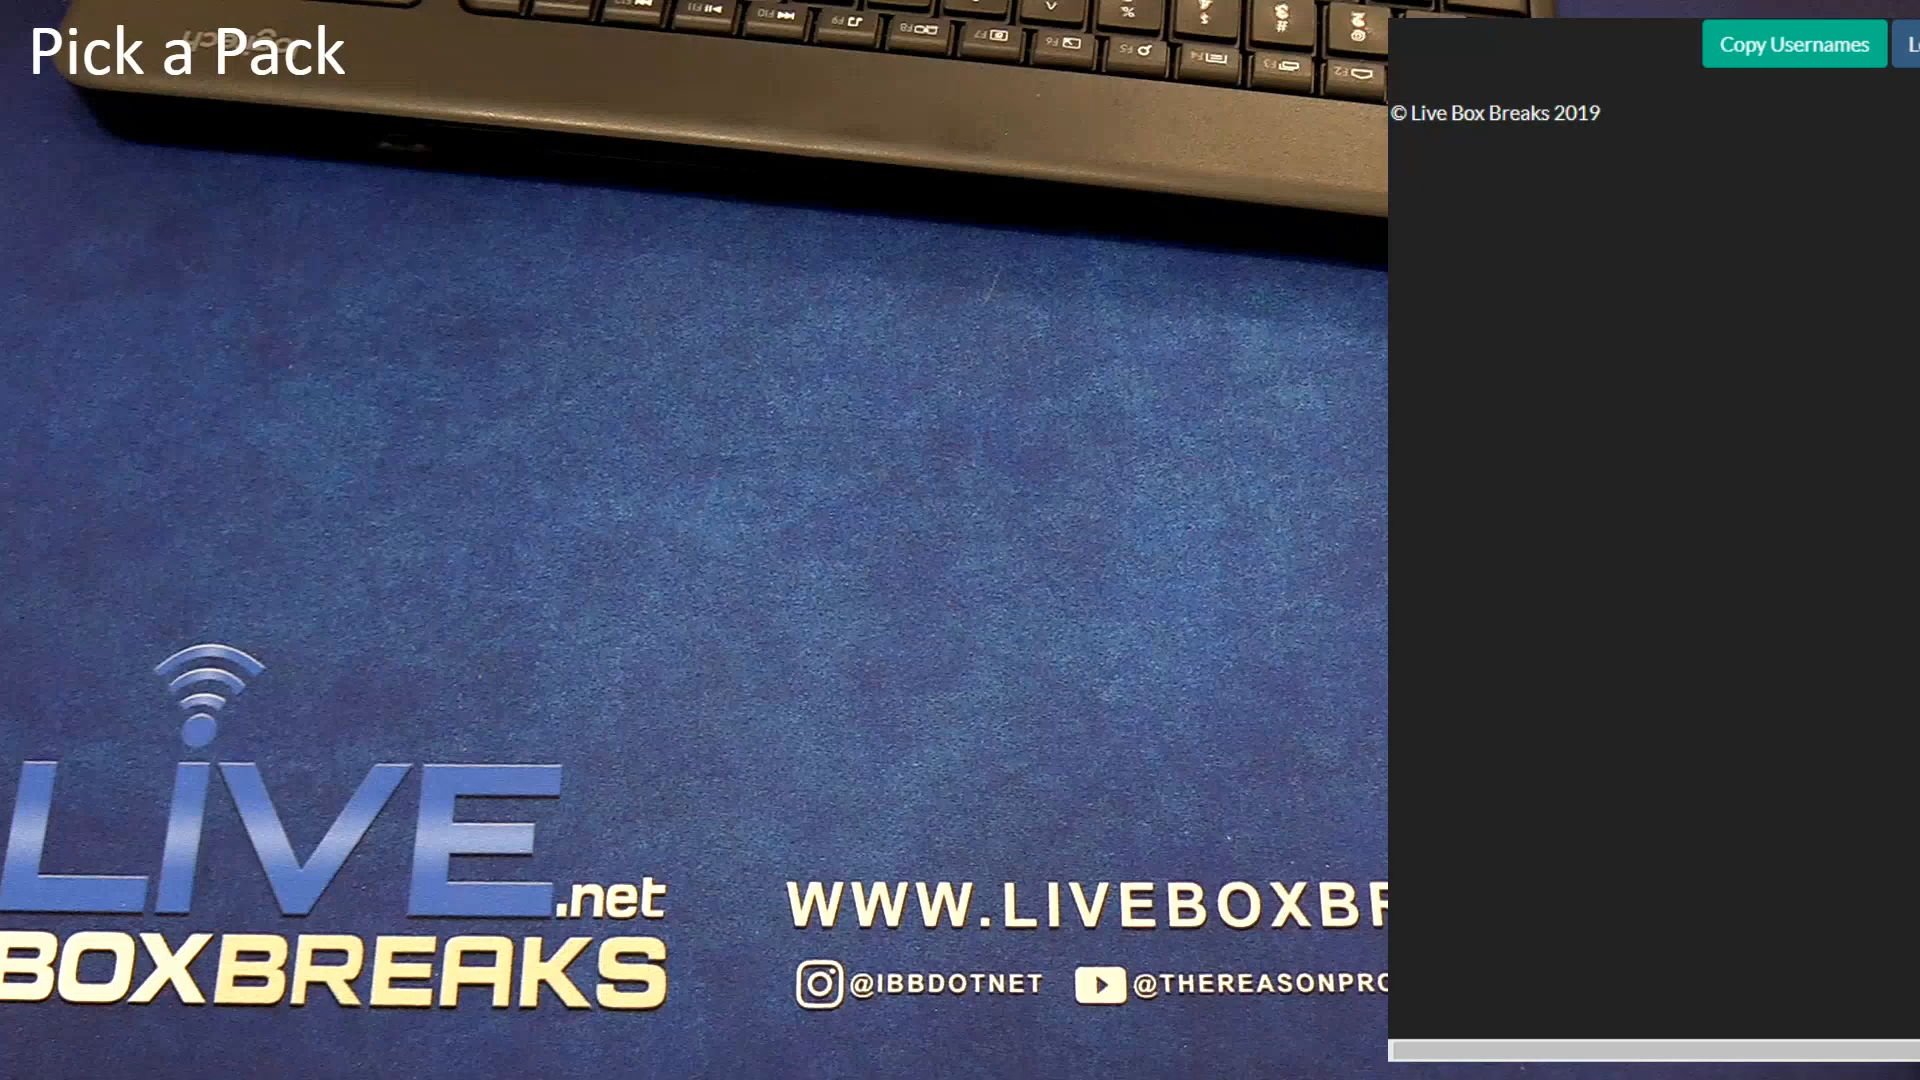 Pick a Pack
Copy Usernames
© Live Box Breaks 2019
LiVE
.net
BOXBREAKS
WWW.LIVEBOXBR
@IBBDOTNET
@THEREASONPRO